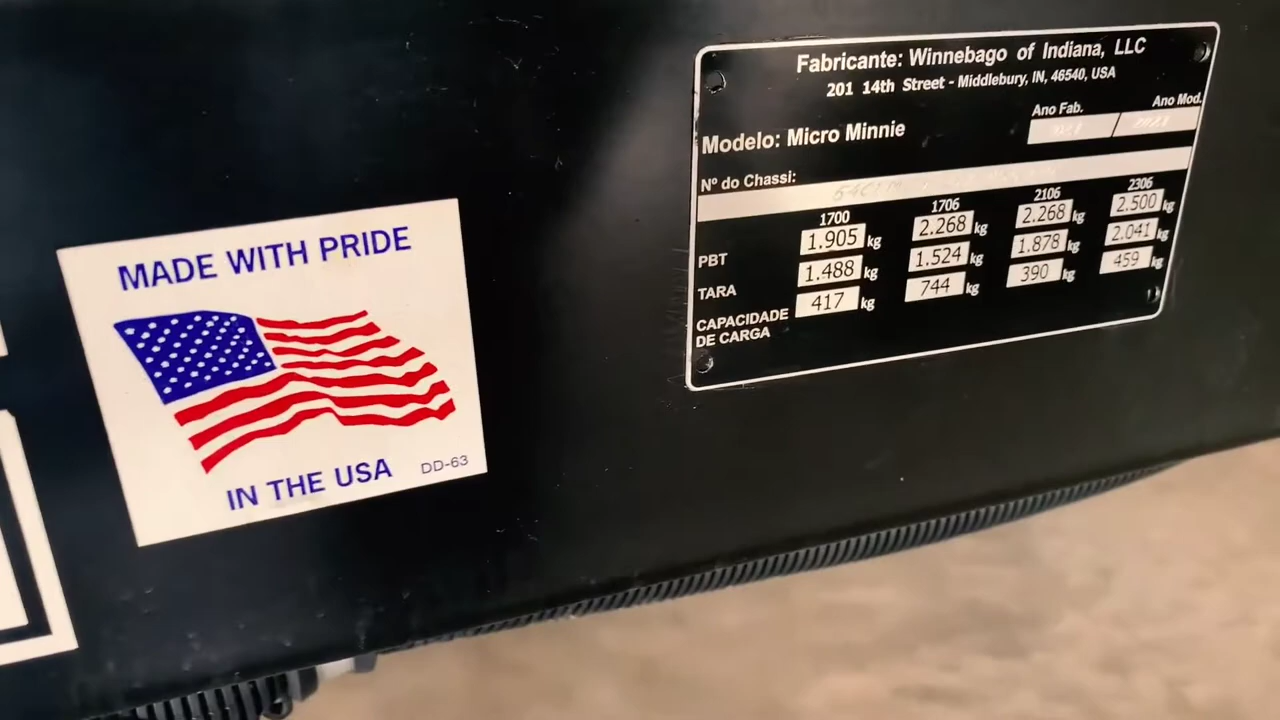 MADE WITH PRIDE
IN THE USA
DD-63
Fabricante: Winnebago of Indiana, LLC
201 14th Street - Middlebury, IN, 46540, USA
Ano Fab. Ano Mod.
Modelo: Micro Minnie
Nº do Chassi:
1700 1706 2106 2306
PBT 1.905 kg 2.268 kg 2.268 kg 2.500 kg
TARA 1.488 kg 1.524 kg 1.878 kg 2.041 kg
CAPACIDADE DE CARGA 417 kg 744 kg 390 kg 459 kg